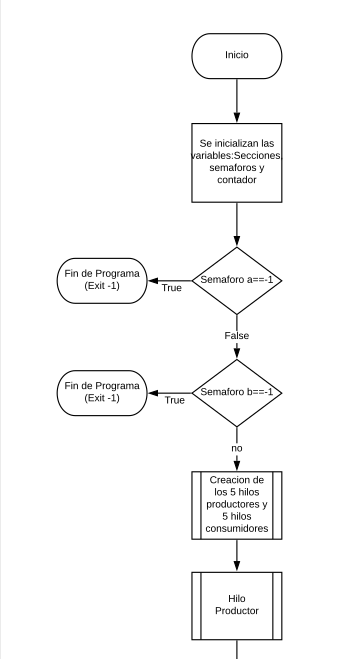 Inicio
Se inicializan las
variables:Secciones,
semaforos y
contador
Semaforo a==-1
Fin de Programa
(Exit -1)
True
False
Semaforo b==-1
Fin de Programa
(Exit -1)
True
no
Creacion de
los 5 hilos
productores y
5 hilos
consumidores
Hilo
Productor